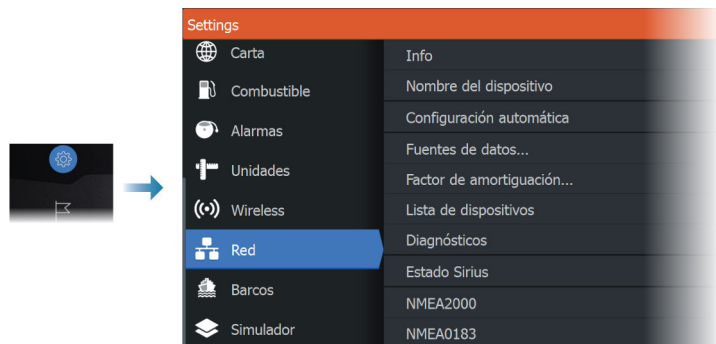 Settings
Carta
Combustible
Alarmas
Unidades
Wireless
Red
Barcos
Simulador
Info
Nombre del dispositivo
Configuración automática
Fuentes de datos...
Factor de amortiguación...
Lista de dispositivos
Diagnósticos
Estado Sirius
NMEA2000
NMEA0183